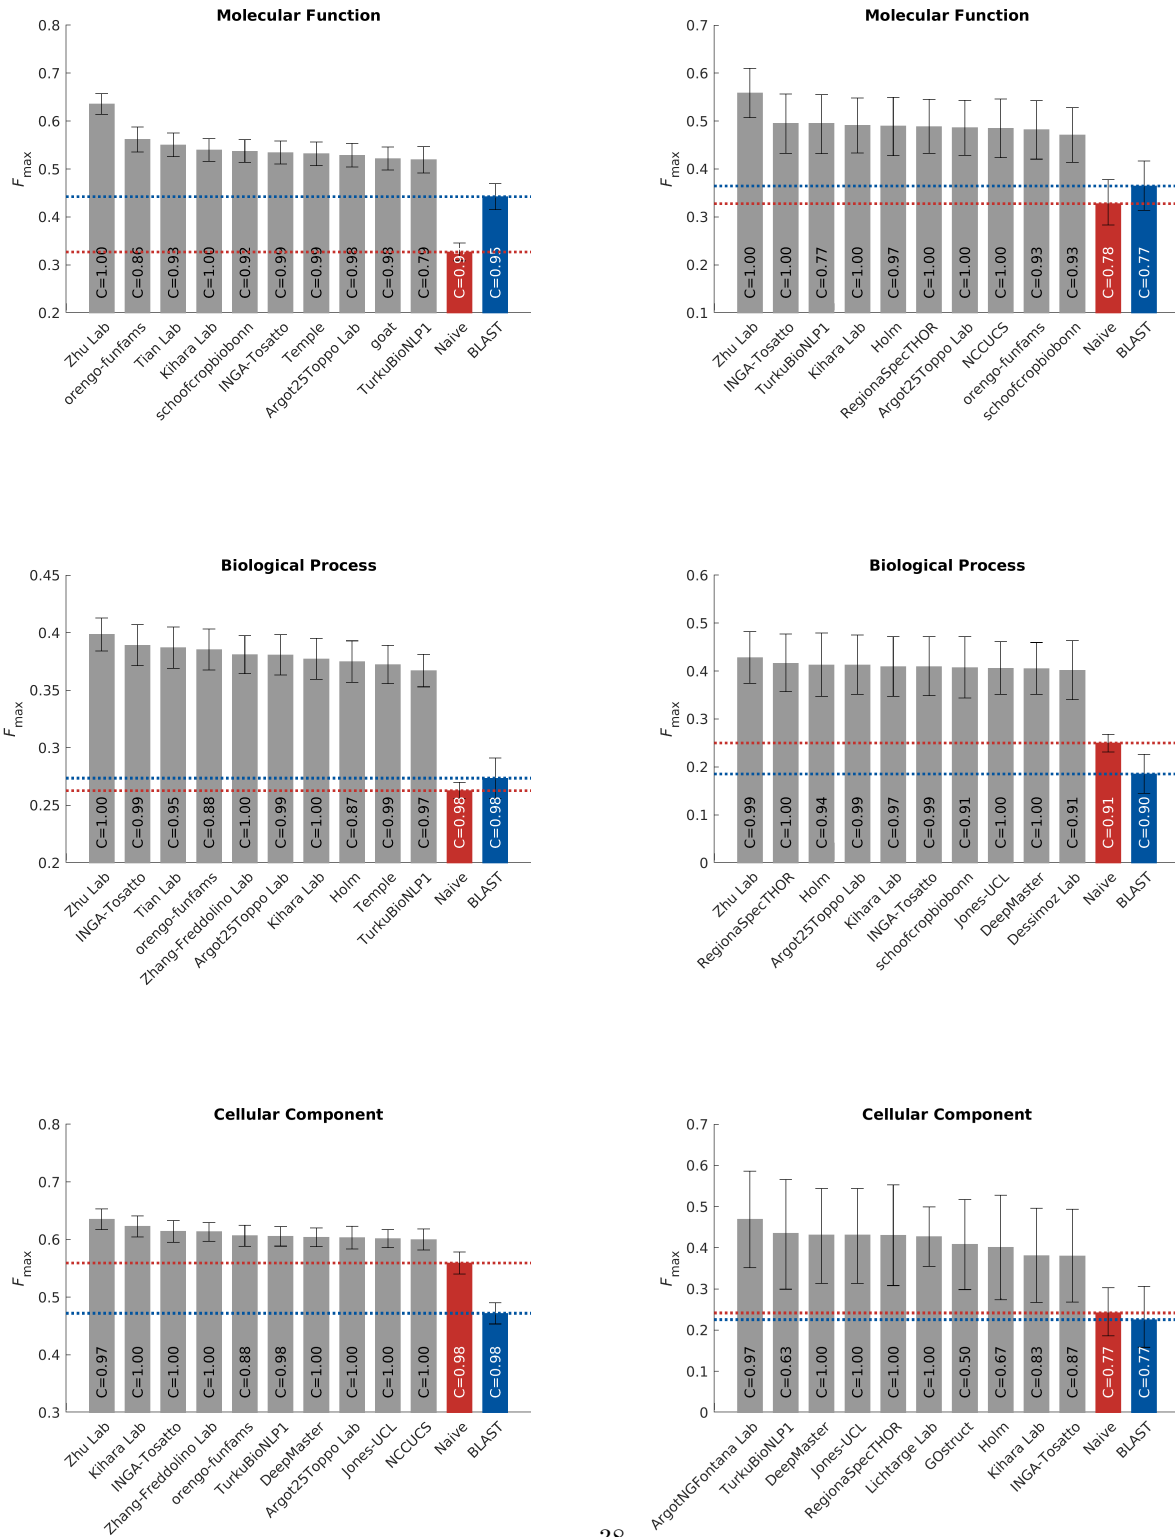 Molecular Function
0.8
0.7
0.6
0.5
0.4
0.3
0.2
Fmax
C=1.00
C=0.86
C=0.93
C=1.00
C=0.92
C=0.99
C=0.99
C=0.98
C=0.98
C=0.79
C=0.95
Zhu Lab
orengo-funfams
Tian Lab
Kihara Lab
schoofcropbiobonn
INGA-Tosatto
Temple
Argot25Toppo Lab
goat
TurkuBioNLP1
Naive
BLAST
Molecular Function
0.7
0.6
0.5
0.4
0.3
0.2
0.1
Fmax
C=1.00
C=1.00
C=0.77
C=1.00
C=0.97
C=1.00
C=1.00
C=1.00
C=0.93
C=0.93
C=0.78
C=0.77
Zhu Lab
INGA-Tosatto
TurkuBioNLP1
Kihara Lab
Holm
RegionaSpecTHOR
Argot25Toppo Lab
NCCUCS
orengo-funfams
schoofcropbiobonn
Naive
BLAST
Biological Process
0.45
0.4
0.35
0.3
0.25
0.2
Fmax
C=1.00
C=0.99
C=0.95
C=0.88
C=1.00
C=0.99
C=1.00
C=0.87
C=0.99
C=0.97
C=0.98
C=0.98
Zhu Lab
INGA-Tosatto
Tian Lab
orengo-funfams
Zhang-Freddolino Lab
Argot25Toppo Lab
Kihara Lab
Holm
Temple
TurkuBioNLP1
Naive
BLAST
Biological Process
0.6
0.5
0.4
0.3
0.2
0.1
0
Fmax
C=0.99
C=1.00
C=0.94
C=0.99
C=0.97
C=0.99
C=0.91
C=1.00
C=1.00
C=0.91
C=0.91
C=0.90
Zhu Lab
RegionaSpecTHOR
Holm
Argot25Toppo Lab
Kihara Lab
INGA-Tosatto
schoofcropbiobonn
Jones-UCL
DeepMaster
Dessimoz Lab
Naive
BLAST
Cellular Component
0.8
0.7
0.6
0.5
0.4
0.3
Fmax
C=0.97
C=1.00
C=1.00
C=1.00
C=0.88
C=0.98
C=1.00
C=1.00
C=1.00
C=1.00
C=0.98
C=0.98
Zhu Lab
Kihara Lab
INGA-Tosatto
Zhang-Freddolino Lab
orengo-funfams
TurkuBioNLP1
DeepMaster
Argot25Toppo Lab
Jones-UCL
NCCUCS
Naive
BLAST
Cellular Component
0.7
0.6
0.5
0.4
0.3
0.2
0.1
0
Fmax
C=0.97
C=0.63
C=1.00
C=1.00
C=1.00
C=1.00
C=0.50
C=0.67
C=0.83
C=0.87
C=0.77
C=0.77
ArgotNGFontana Lab
TurkuBioNLP1
DeepMaster
Jones-UCL
RegionaSpecTHOR
Lichtarge Lab
GOstruct
Holm
Kihara Lab
INGA-Tosatto
Naive
BLAST